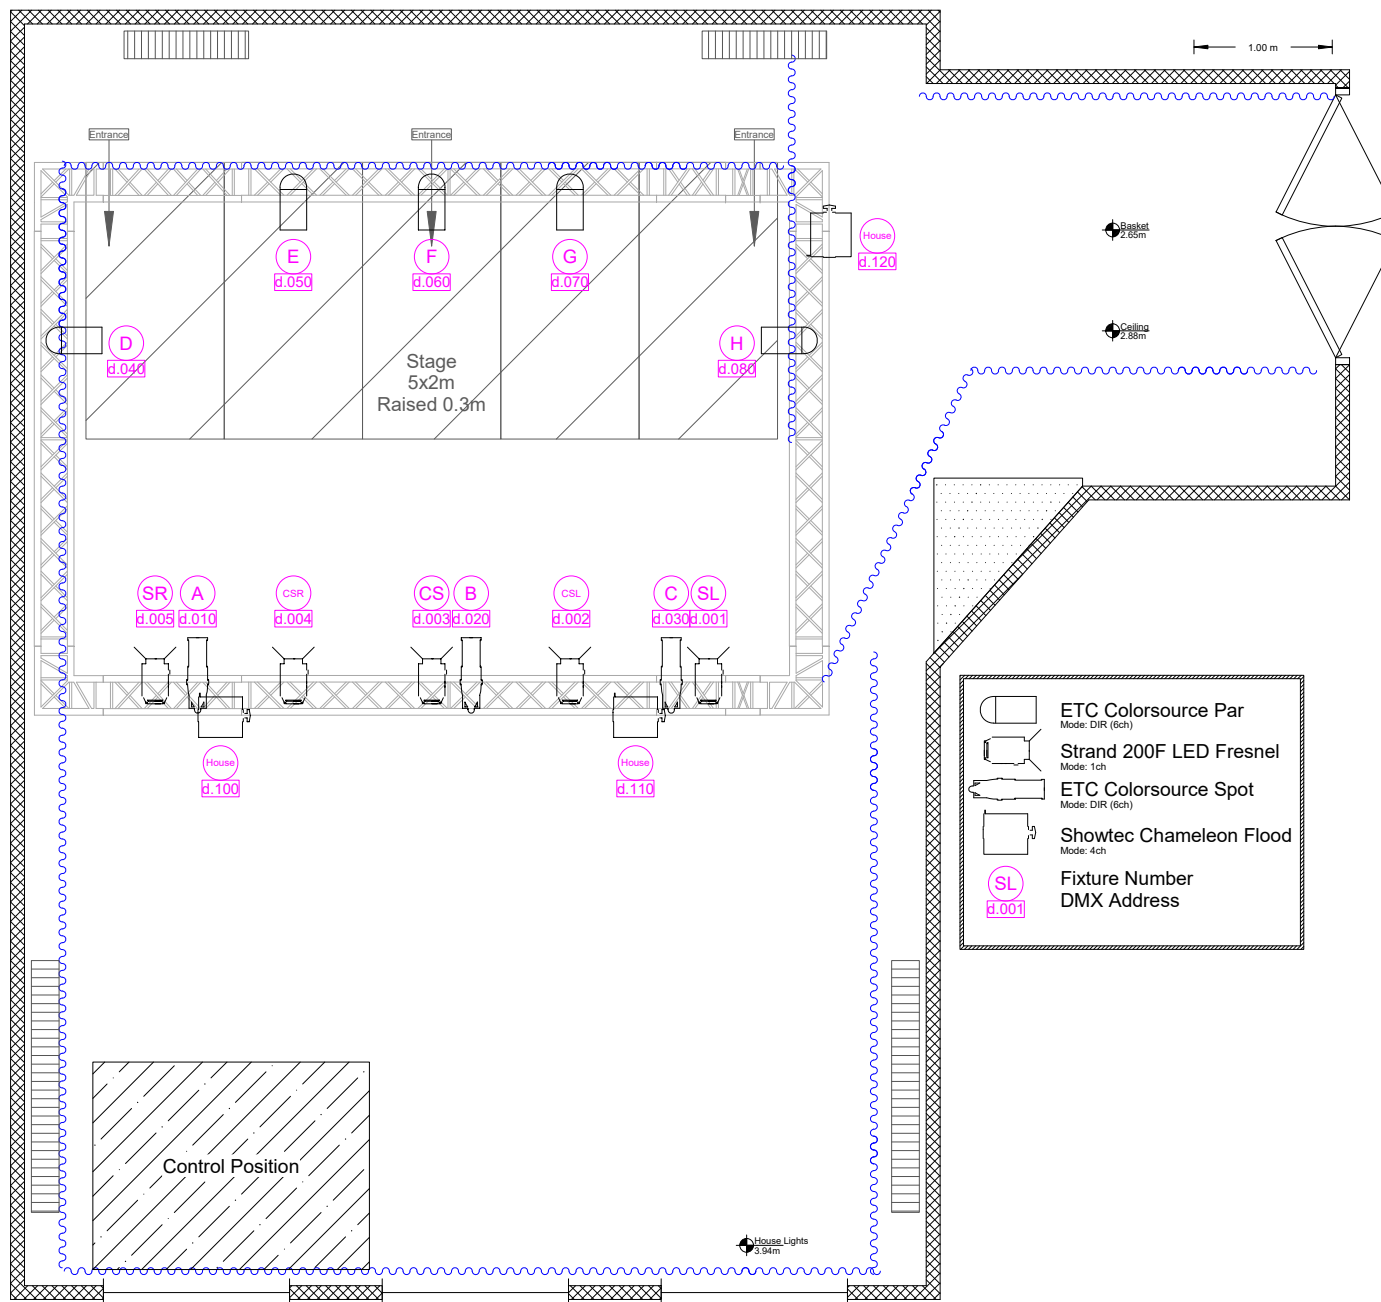 1.00 m
Entrance
Entrance
Entrance
House
d.120
Basket
2.65m
E
d.050
F
d.060
G
d.070
Ceiling
2.88m
D
d.040
H
d.080
Stage
5x2m
Raised 0.3m
SR
d.005
A
d.010
CSR
d.004
CS
d.003
B
d.020
CSL
d.002
C
d.030
SL
d.001
House
d.100
House
d.110
ETC Colorsource Par
Mode: DIR (6ch)
Strand 200F LED Fresnel
Mode: 1ch
ETC Colorsource Spot
Mode: DIR (6ch)
Showtec Chameleon Flood
Mode: 4ch
SL
d.001
Fixture Number
DMX Address
Control Position
House Lights
3.94m